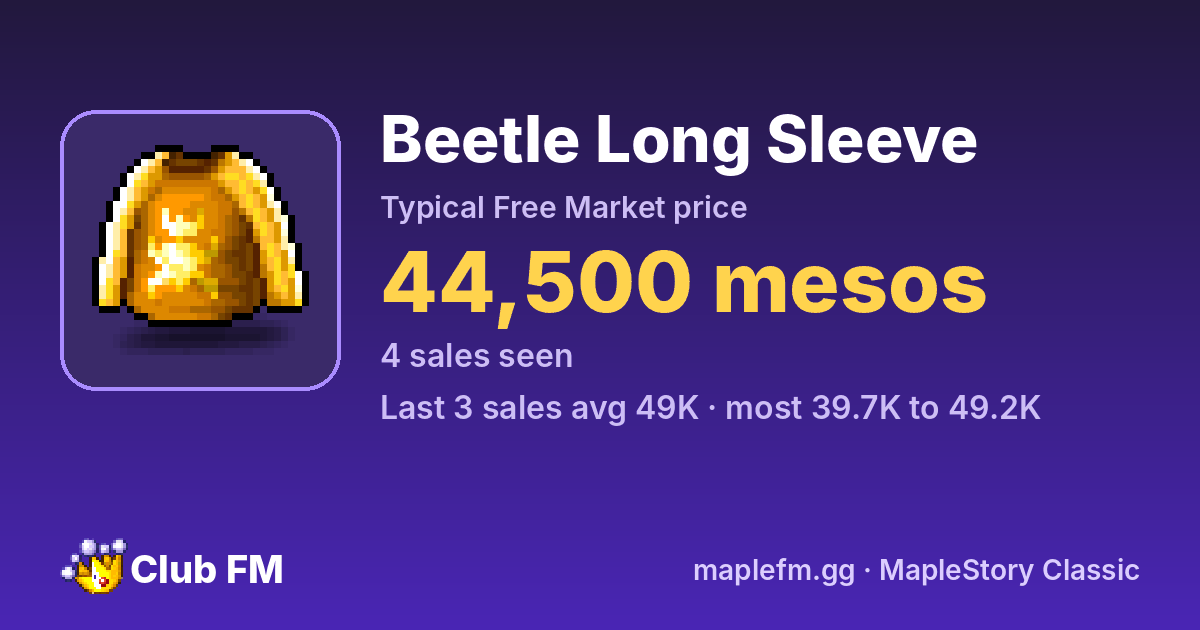 Beetle Long Sleeve
Typical Free Market price
44,500 mesos
4 sales seen
Last 3 sales avg 49K · most 39.7K to 49.2K
Club FM
maplefm.gg · MapleStory Classic